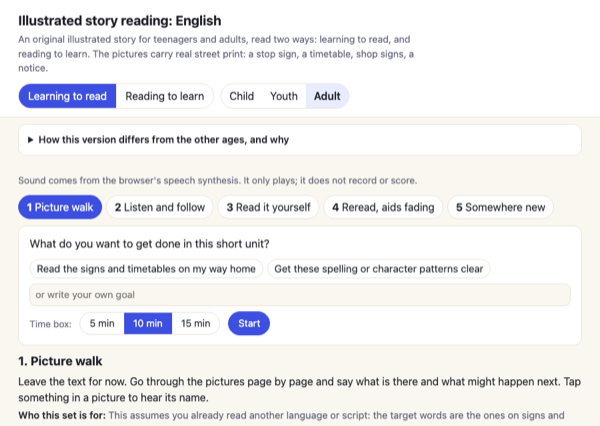 Illustrated story reading: English
An original illustrated story for teenagers and adults, read two ways: learning to read, and
reading to learn. The pictures carry real street print: a stop sign, a timetable, shop signs, a
notice.
Learning to read Reading to learn Child Youth Adult
▶ How this version differs from the other ages, and why
Sound comes from the browser's speech synthesis. It only plays; it does not record or score.
1 Picture walk 2 Listen and follow 3 Read it yourself 4 Reread, aids fading 5 Somewhere new
What do you want to get done in this short unit?
Read the signs and timetables on my way home Get these spelling or character patterns clear
or write your own goal
Time box: 5 min 10 min 15 min Start
1. Picture walk
Leave the text for now. Go through the pictures page by page and say what is there and what might happen next. Tap
something in a picture to hear its name.
Who this set is for: This assumes you already read another language or script: the target words are the ones on signs and